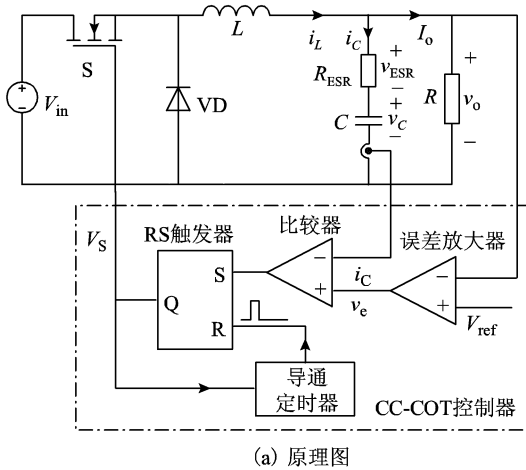 S
V_in
VD
L
i_L
i_C
I_o
R_ESR
+
v_ESR
−
C
+
v_C
−
R
+
v_o
−
V_S
RS触发器
S
Q
R
比较器
−
+
i_C
v_e
误差放大器
−
+
V_ref
导通
定时器
CC-COT控制器
(a) 原理图